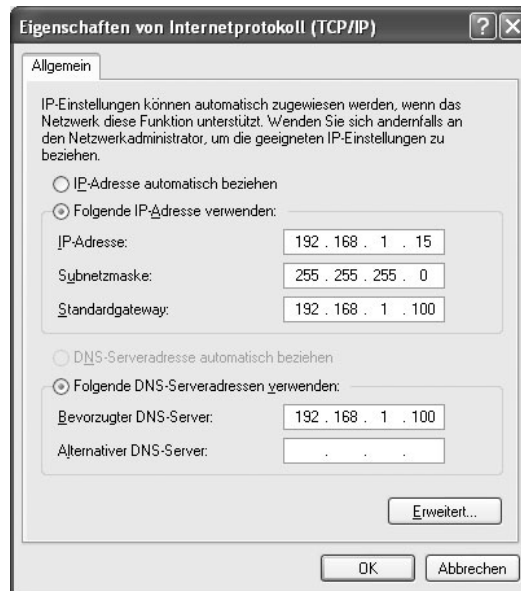 Eigenschaften von Internetprotokoll (TCP/IP)
Allgemein
IP-Einstellungen können automatisch zugewiesen werden, wenn das
Netzwerk diese Funktion unterstützt. Wenden Sie sich andernfalls an
den Netzwerkadministrator, um die geeigneten IP-Einstellungen zu
beziehen.
IP-Adresse automatisch beziehen
Folgende IP-Adresse verwenden:
IP-Adresse: 192 . 168 . 1 . 15
Subnetzmaske: 255 . 255 . 255 . 0
Standardgateway: 192 . 168 . 1 . 100
DNS-Serveradresse automatisch beziehen
Folgende DNS-Serveradressen verwenden:
Bevorzugter DNS-Server: 192 . 168 . 1 . 100
Alternativer DNS-Server: . . .
Erweitert...
OK Abbrechen